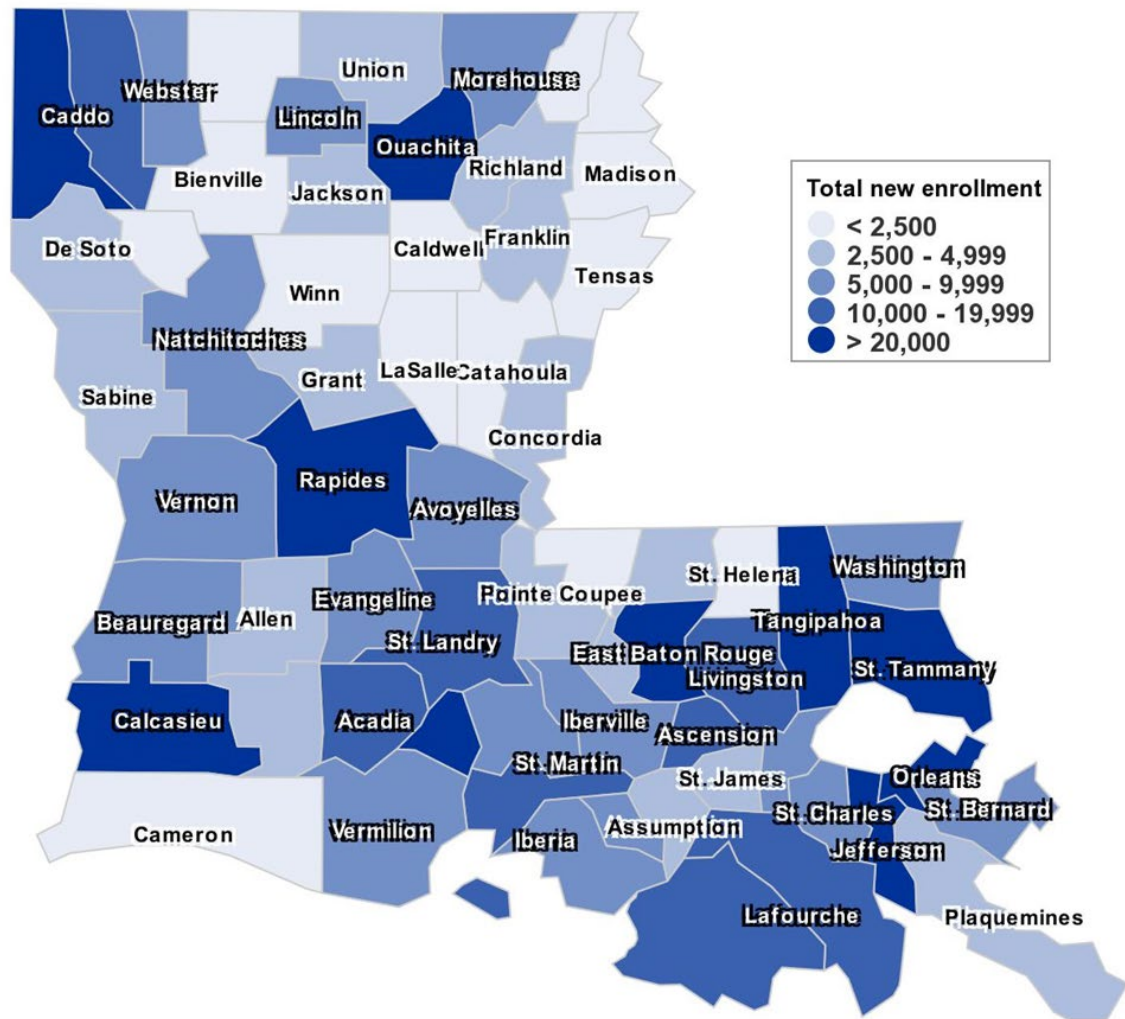 Union
Morehouse
Webster
Caddo
Lincoln
Ouachita
Richland
Madison
Bienville
Jackson
De Soto
Caldwell
Franklin
Tensas
Winn
Natchitoches
Grant
LaSalle
Catahoula
Sabine
Concordia
Rapides
Vernon
Avoyelles
Washington
St. Helena
Pointe Coupee
Evangeline
Beauregard
Allen
Tangipahoa
St. Landry
East Baton Rouge
St. Tammany
Livingston
Calcasieu
Acadia
Iberville
Ascension
St. Martin
St. James
Orleans
St. Charles
St. Bernard
Cameron
Vermilion
Iberia
Assumption
Jefferson
Lafourche
Plaquemines
Total new enrollment
< 2,500
2,500 - 4,999
5,000 - 9,999
10,000 - 19,999
> 20,000